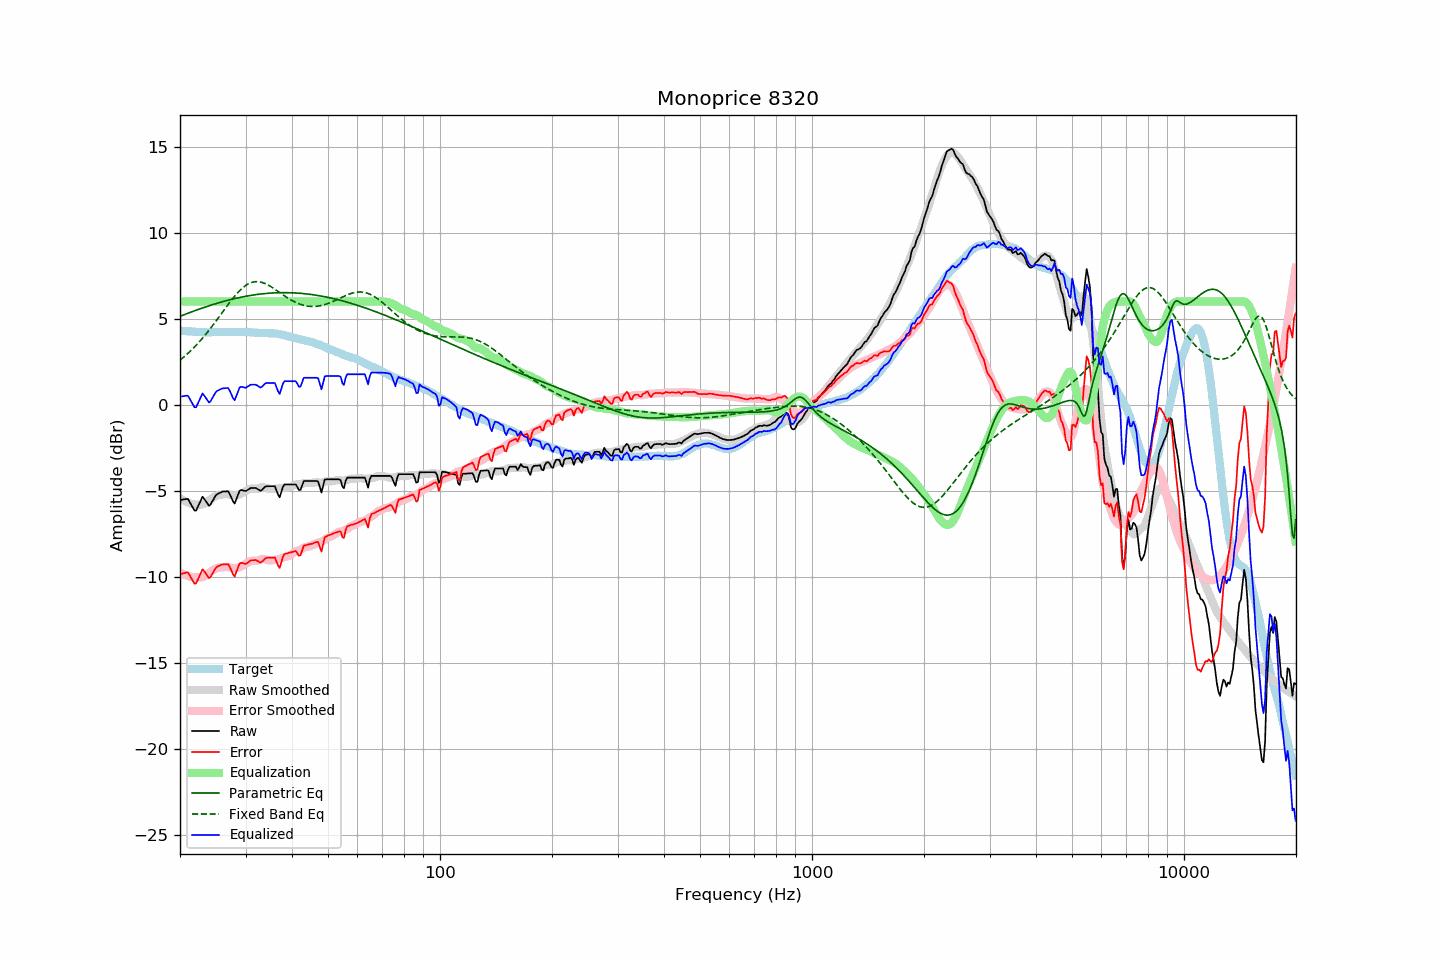 Monoprice 8320
Amplitude (dBr)
15
10
5
0
−5
−10
−15
−20
−25
Target
Raw Smoothed
Error Smoothed
Raw
Error
Equalization
Parametric Eq
Fixed Band Eq
Equalized
100
1000
10000
Frequency (Hz)